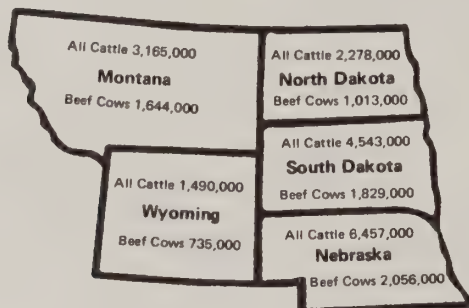 All Cattle 3,165,000
Montana
Beef Cows 1,644,000
All Cattle 2,278,000
North Dakota
Beef Cows 1,013,000
All Cattle 4,543,000
South Dakota
Beef Cows 1,829,000
All Cattle 1,490,000
Wyoming
Beef Cows 735,000
All Cattle 6,457,000
Nebraska
Beef Cows 2,056,000